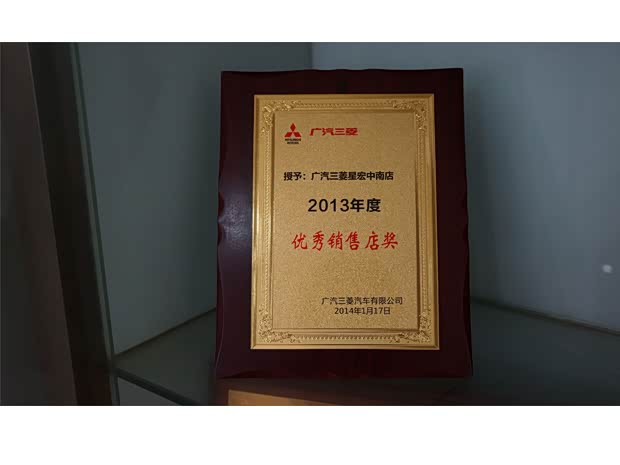 MITSUBISHI
MOTORS
广汽三菱
授予：广汽三菱星宏中南店
2013年度
优秀销售店奖
广汽三菱汽车有限公司
2014年1月17日